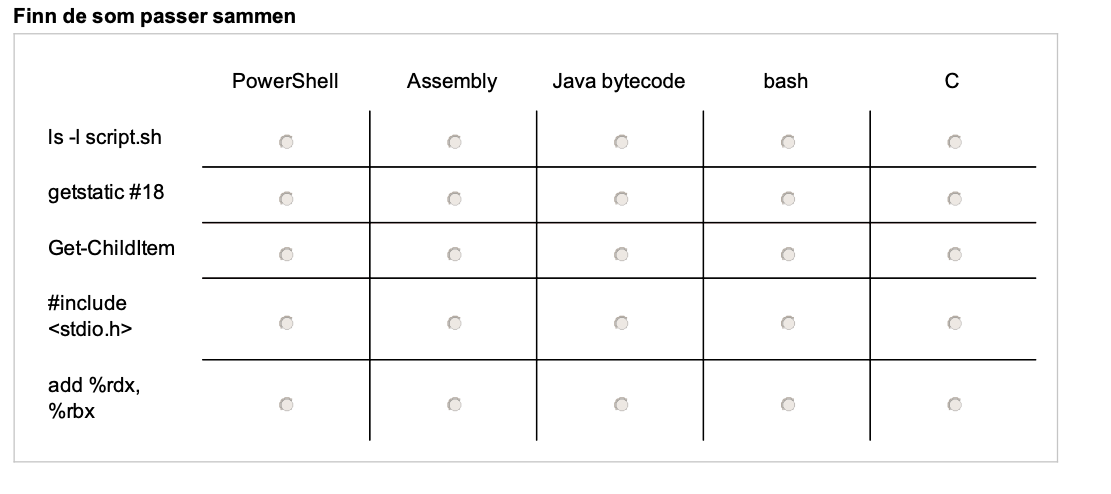 Finn de som passer sammen
PowerShell Assembly Java bytecode bash C
ls -l script.sh
getstatic #18
Get-ChildItem
#include
<stdio.h>
add %rdx,
%rbx